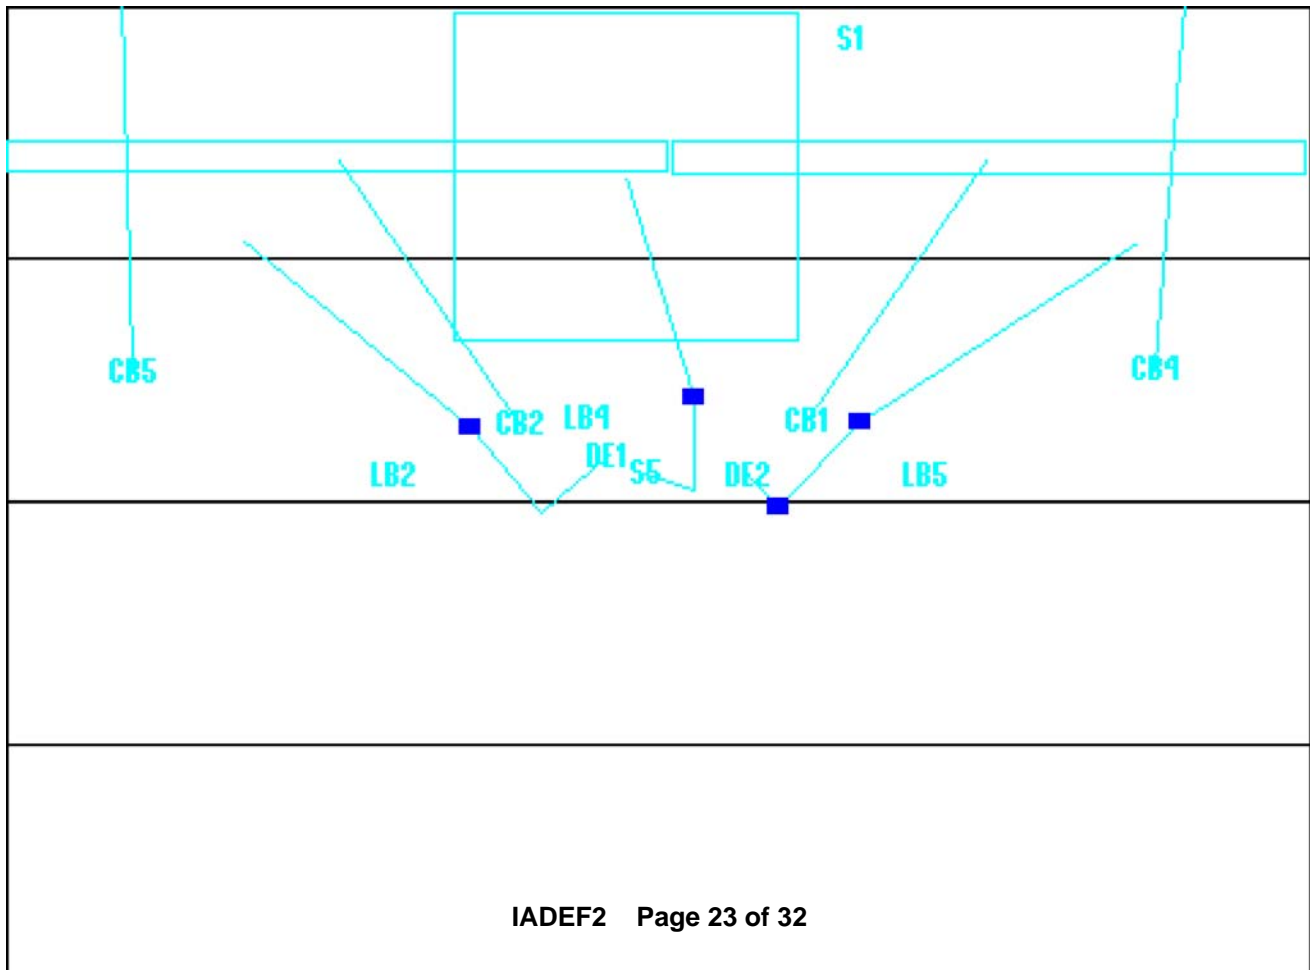 S1
CB5
CB4
CB2 LB4 CB1
DE1
LB2 S5 DE2 LB5
IADEF2 Page 23 of 32